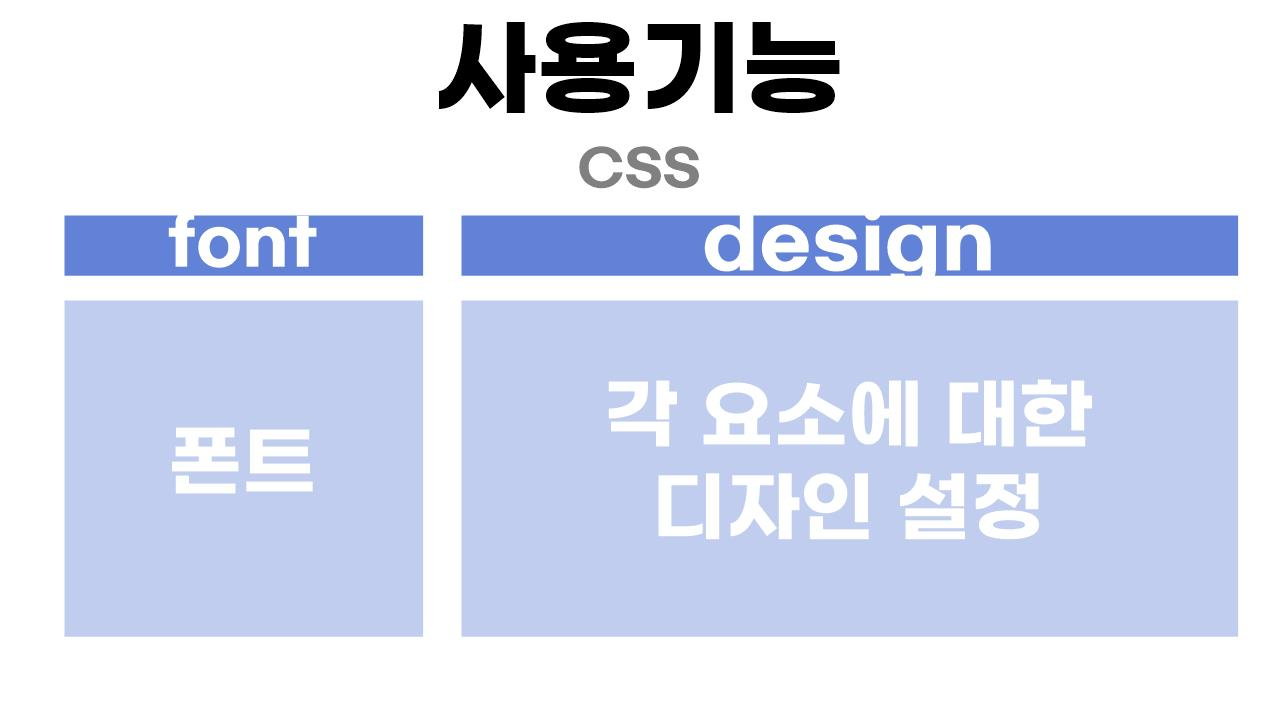 사용기능
CSS
font
design
폰트
각 요소에 대한
디자인 설정